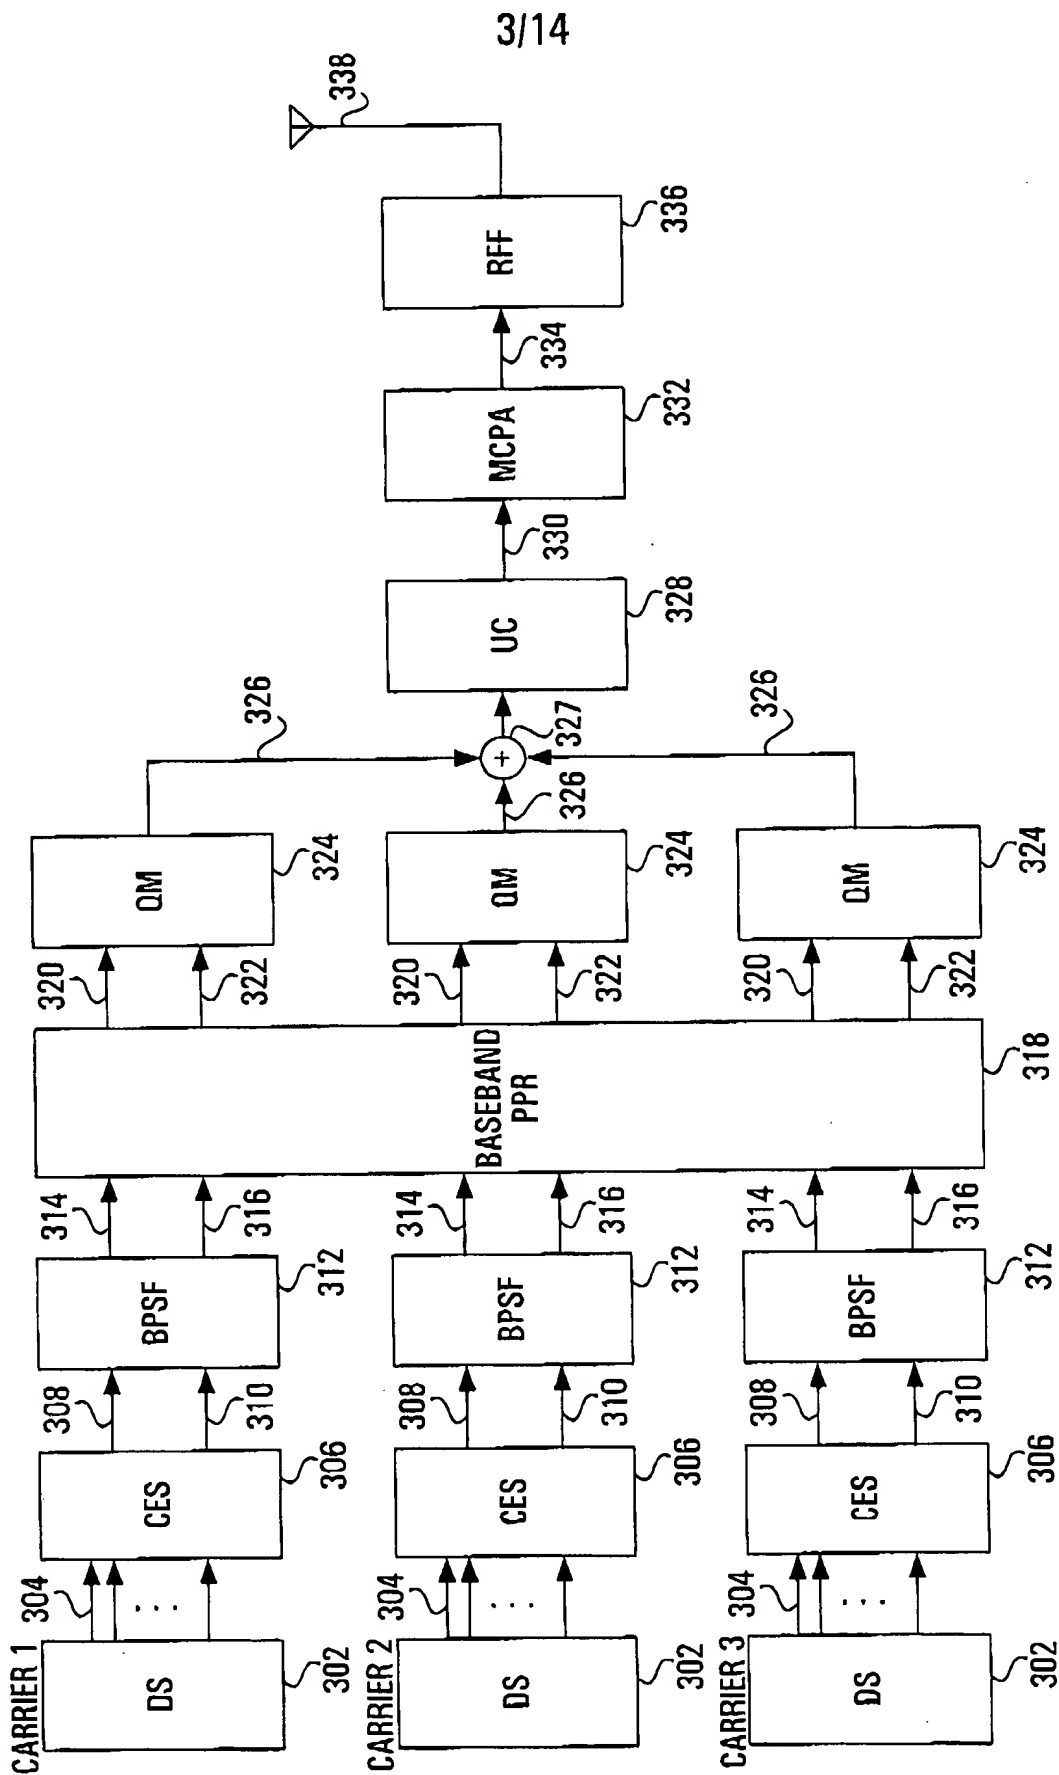 3/14
CARRIER 1
DS
302
304
CES
306
308
310
BPSF
312
314
316
BASEBAND
PPR
318
320
322
QM
324
326
CARRIER 2
DS
302
304
CES
306
308
310
BPSF
312
314
316
320
322
QM
324
326
+
327
UC
328
330
MCPA
332
334
RFF
336
338
CARRIER 3
DS
302
304
CES
306
308
310
BPSF
312
314
316
320
322
QM
324
326